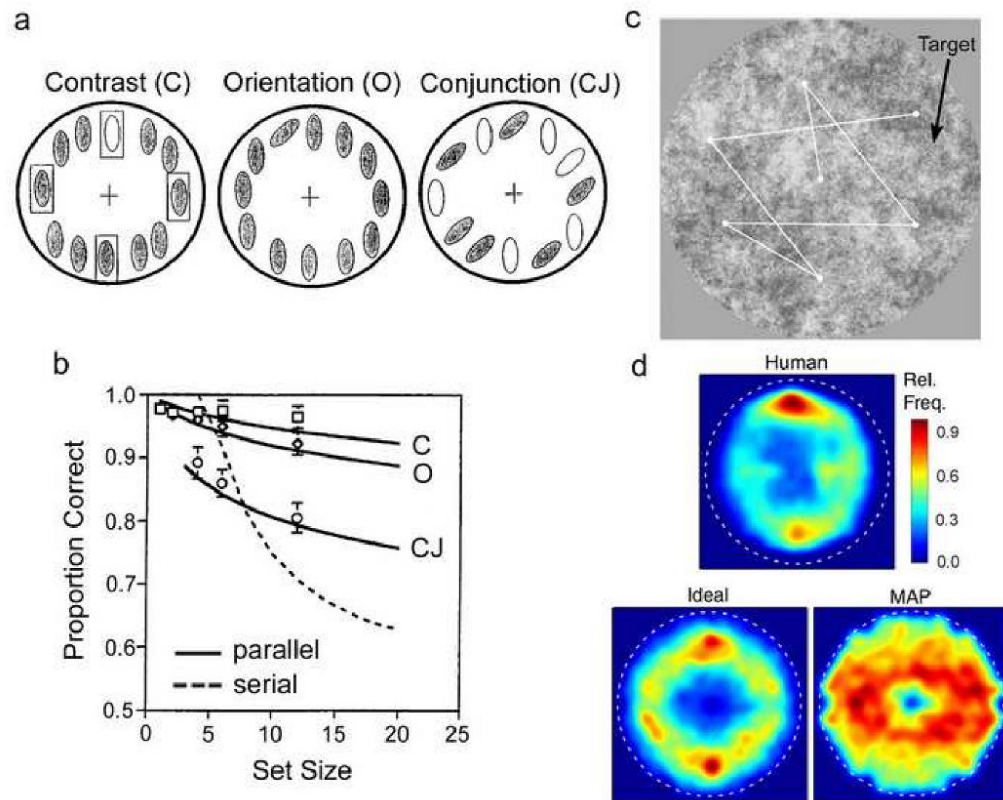 a
Contrast (C)
Orientation (O)
Conjunction (CJ)
b
Proportion Correct
1.0
0.9
0.8
0.7
0.6
0.5
C
O
CJ
parallel
serial
0
5
10
15
20
25
Set Size
c
Target
d
Human
Rel.
Freq.
0.9
0.6
0.3
0.0
Ideal
MAP